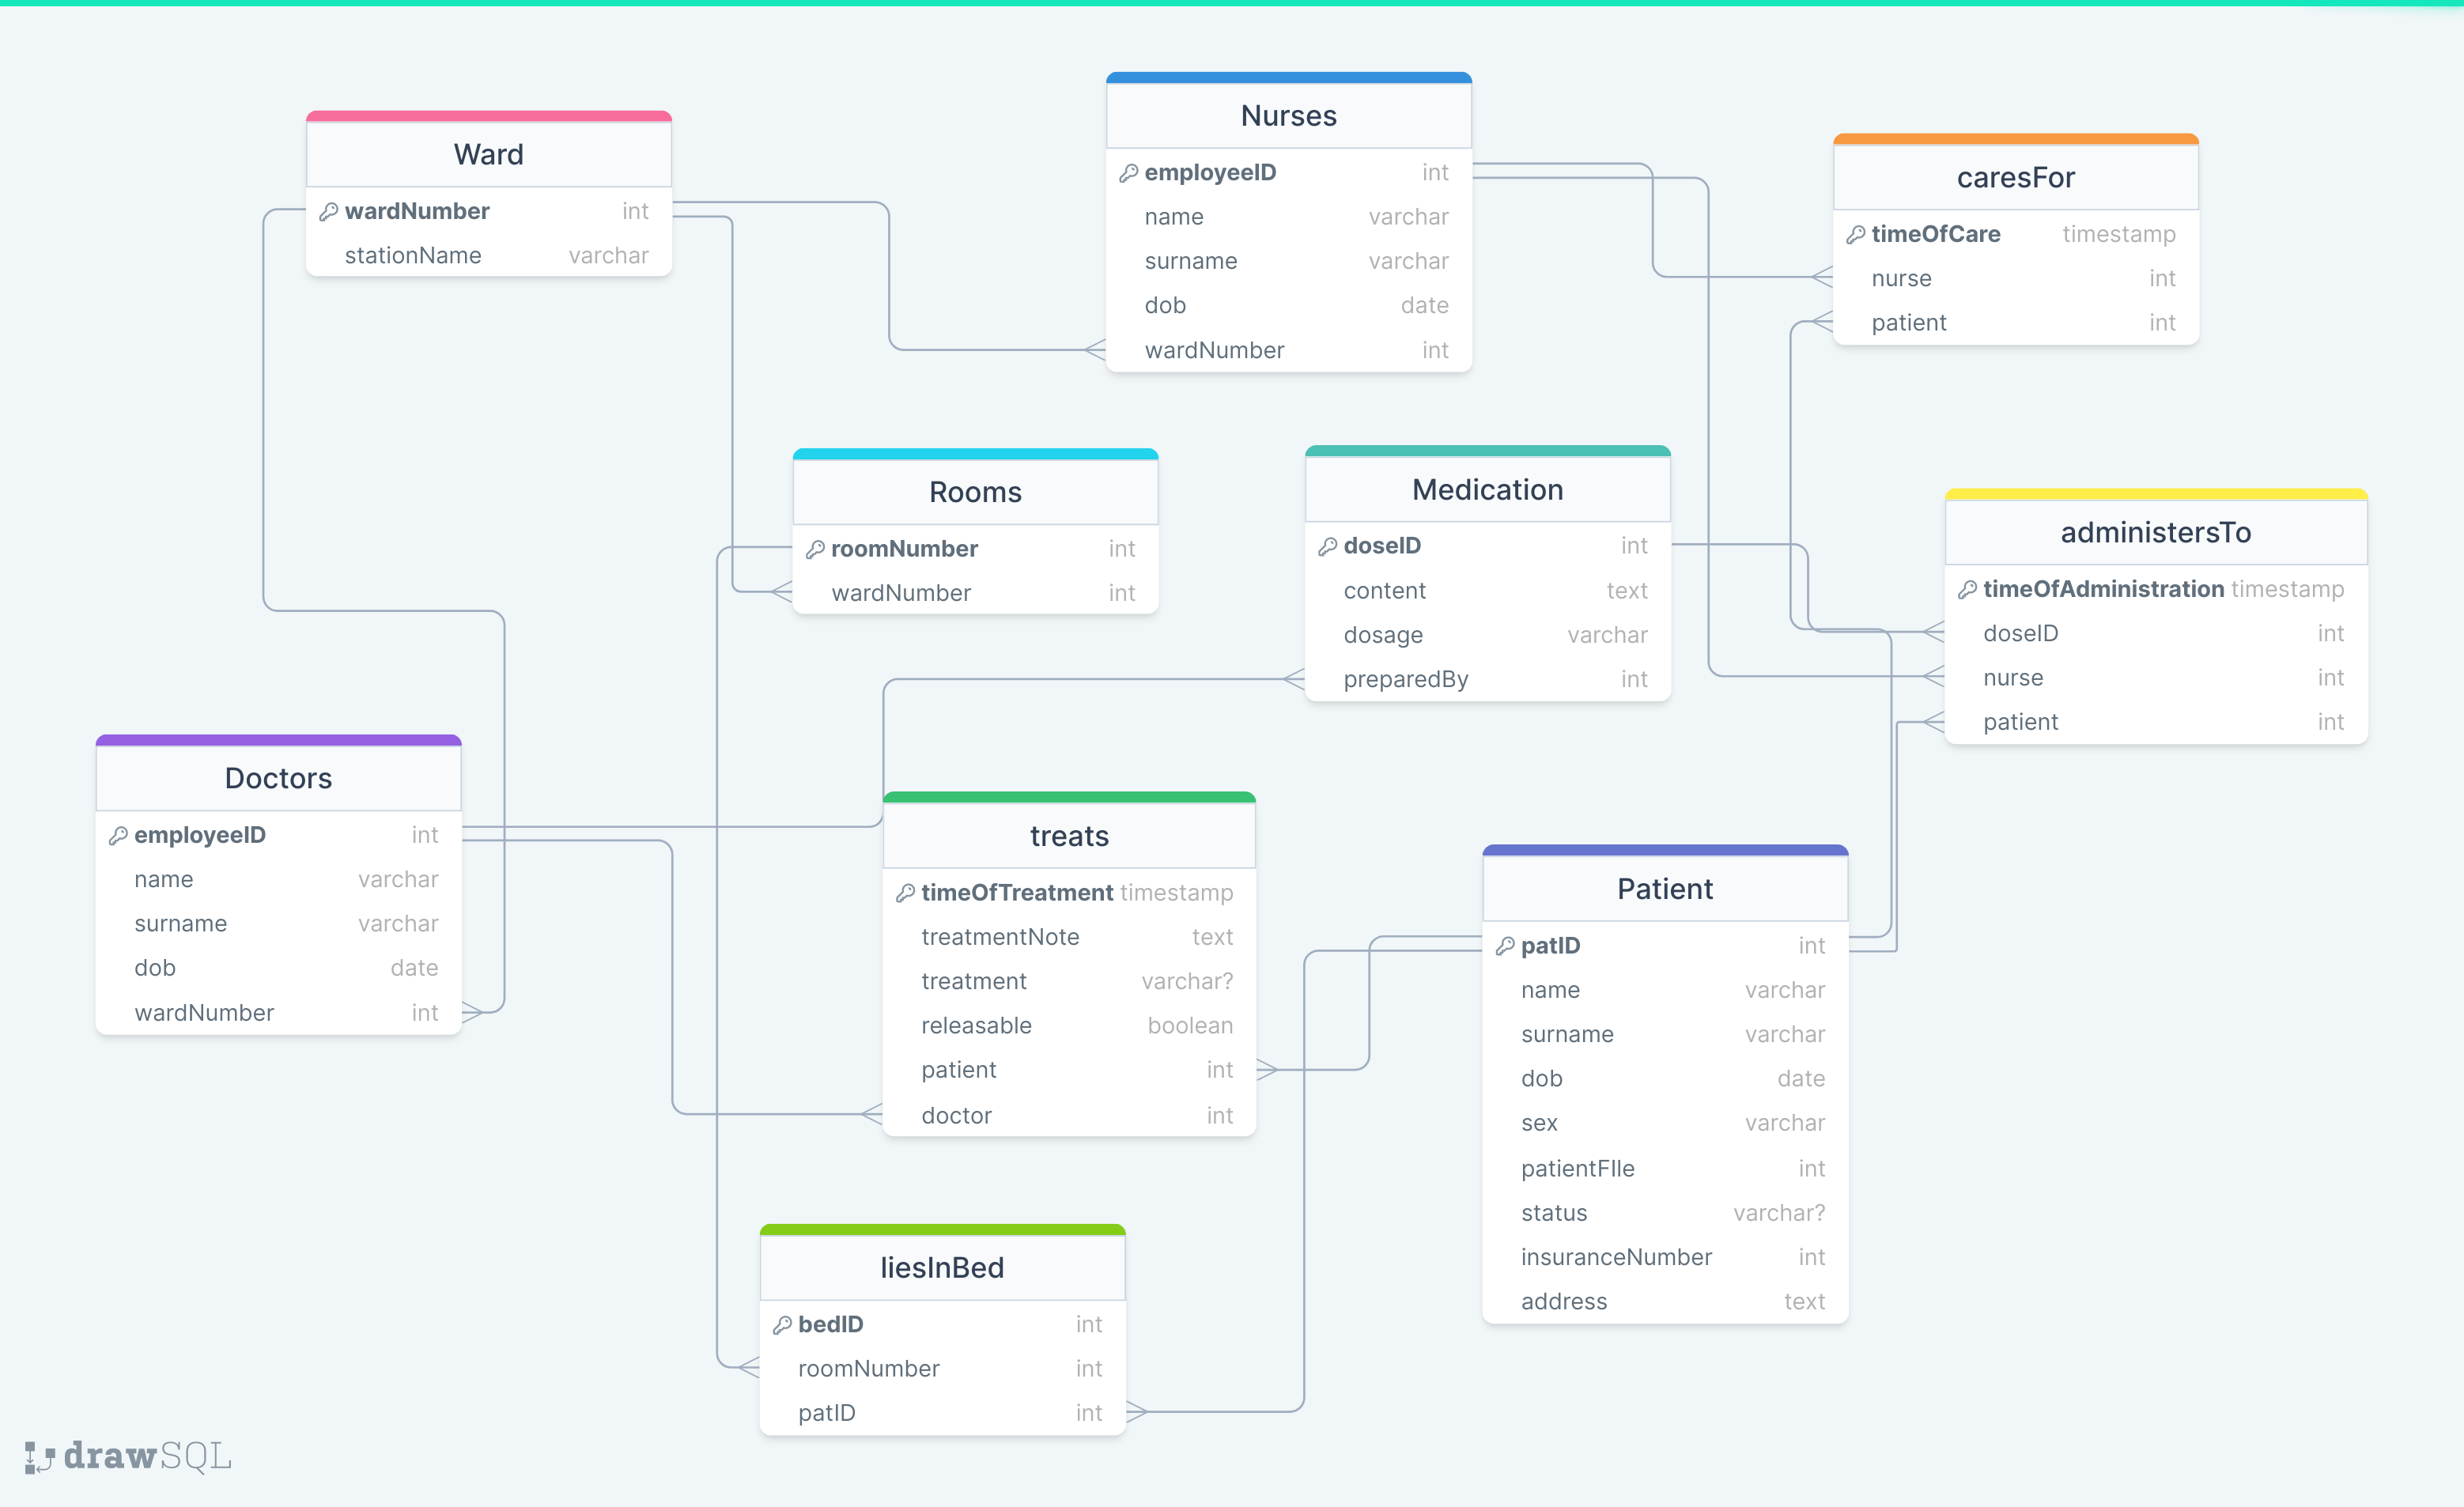 Ward
wardNumber int
stationName varchar
Nurses
employeeID int
name varchar
surname varchar
dob date
wardNumber int
caresFor
timeOfCare timestamp
nurse int
patient int
Rooms
roomNumber int
wardNumber int
Medication
doseID int
content text
dosage varchar
preparedBy int
administersTo
timeOfAdministration timestamp
doseID int
nurse int
patient int
Doctors
employeeID int
name varchar
surname varchar
dob date
wardNumber int
treats
timeOfTreatment timestamp
treatmentNote text
treatment varchar?
releasable boolean
patient int
doctor int
Patient
patID int
name varchar
surname varchar
dob date
sex varchar
patientFIle int
status varchar?
insuranceNumber int
address text
liesInBed
bedID int
roomNumber int
patID int
drawSQL